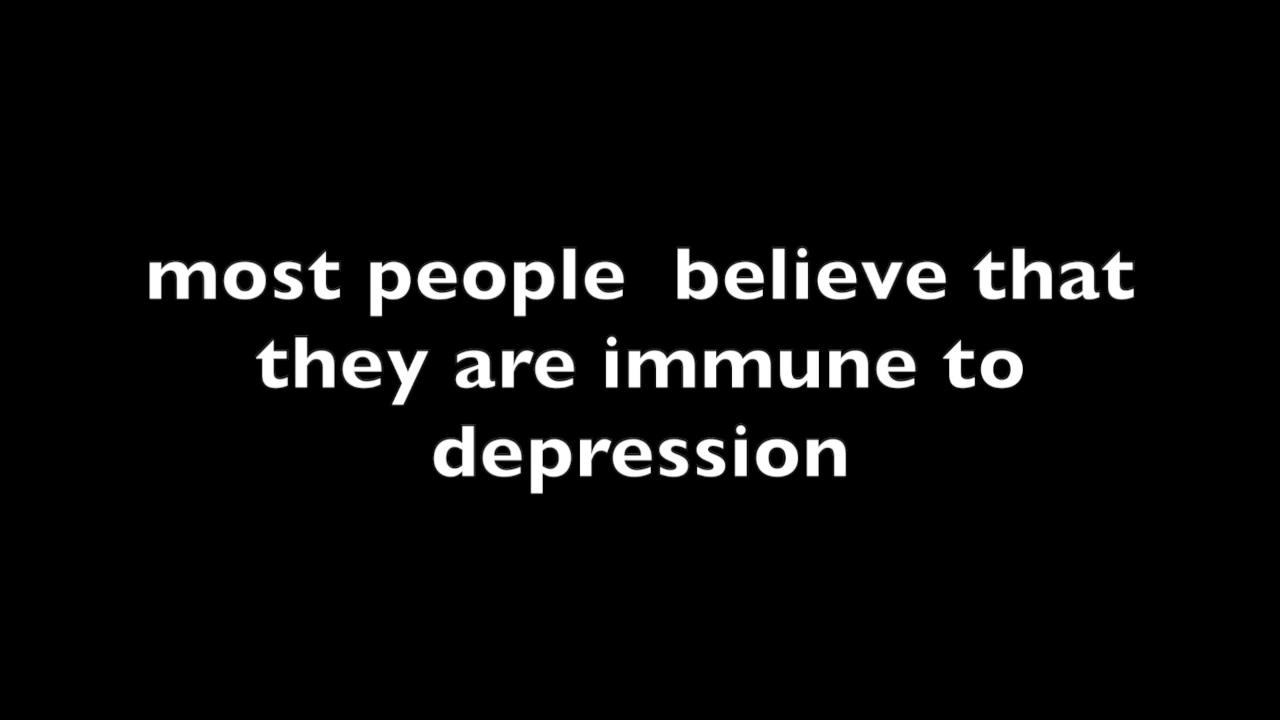 most people  believe that
they are immune to
depression